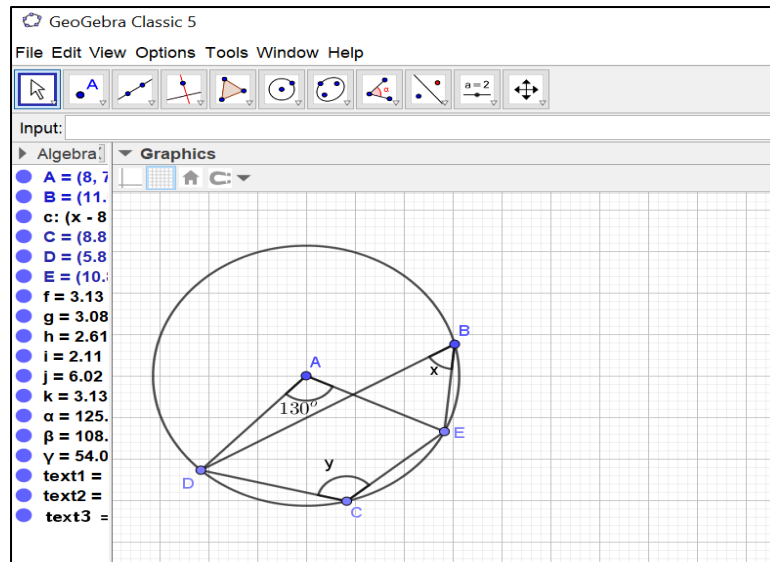 GeoGebra Classic 5
File Edit View Options Tools Window Help
A
α
a=2
Input:
Algebra
Graphics
A = (8, 7
B = (11.
c: (x - 8
C = (8.8
D = (5.8
E = (10.8
f = 3.13
g = 3.08
h = 2.61
i = 2.11
j = 6.02
k = 3.13
α = 125.
β = 108.
γ = 54.0
text1 =
text2 =
text3 =
B
A
x
130°
E
y
D
C